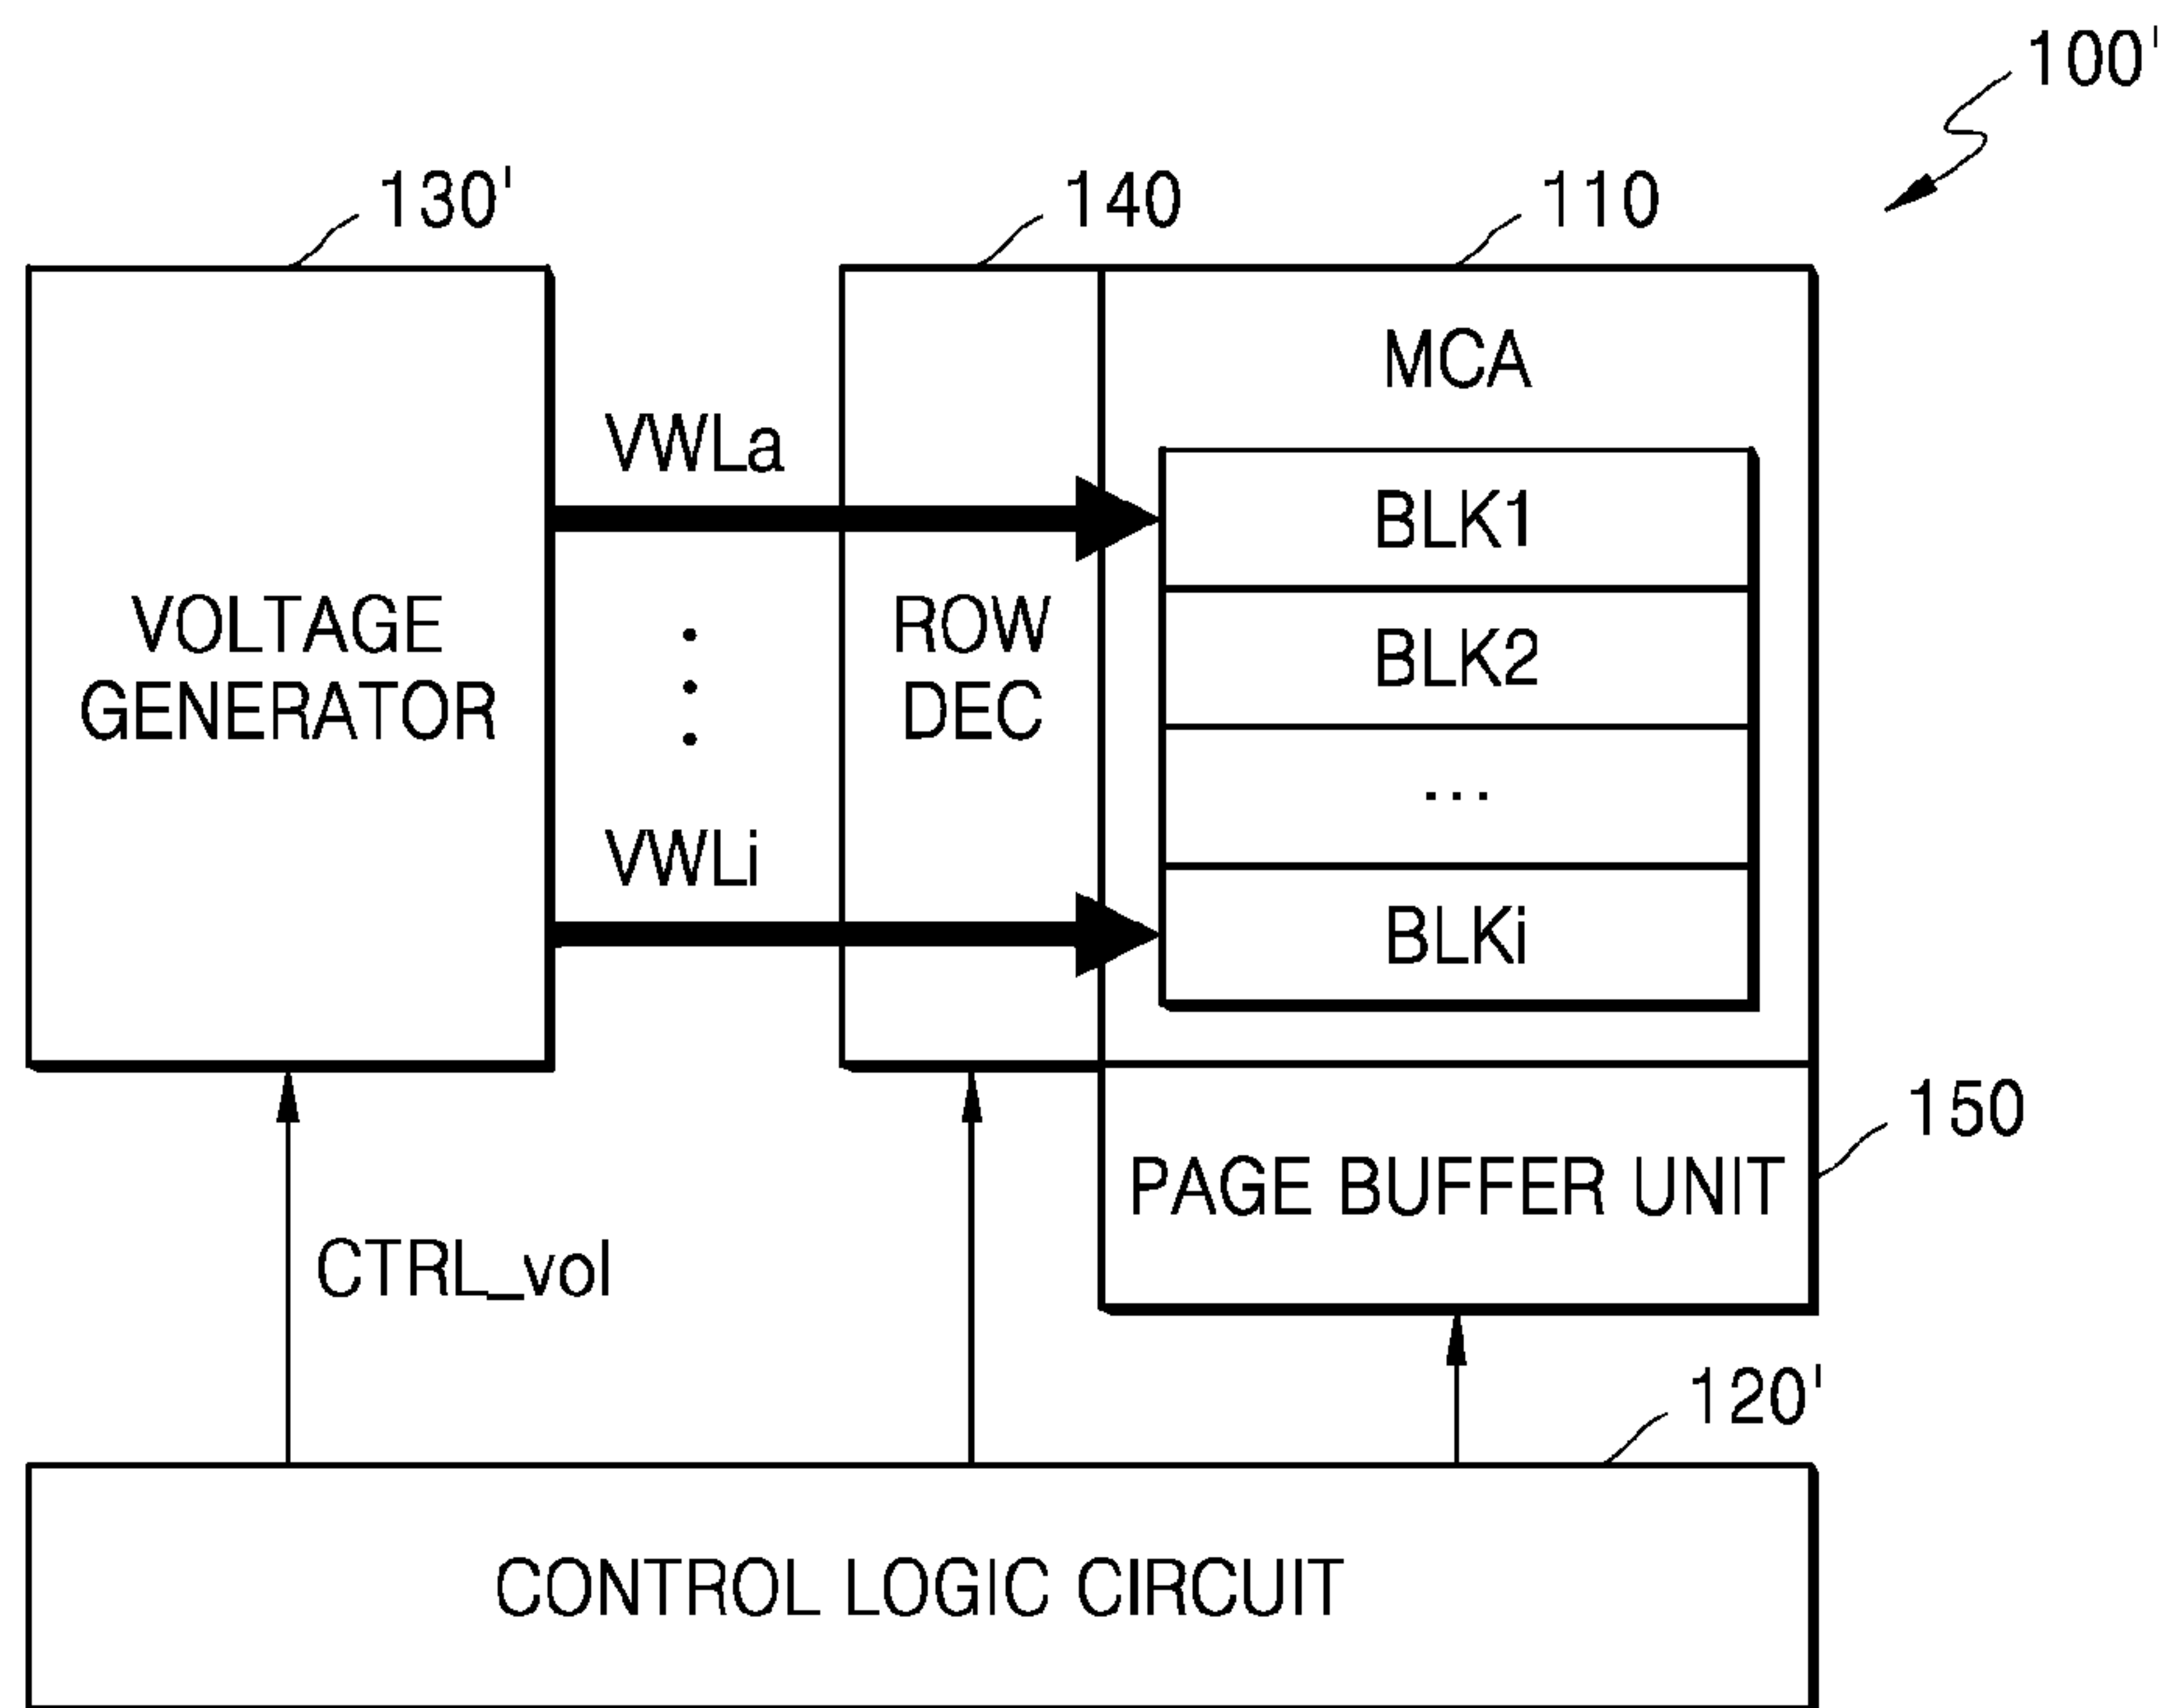 100'
130'
140
110
MCA
VWLa
BLK1
VOLTAGE
GENERATOR
ROW
DEC
BLK2
...
VWLi
BLKi
150
PAGE BUFFER UNIT
CTRL_vol
120'
CONTROL LOGIC CIRCUIT